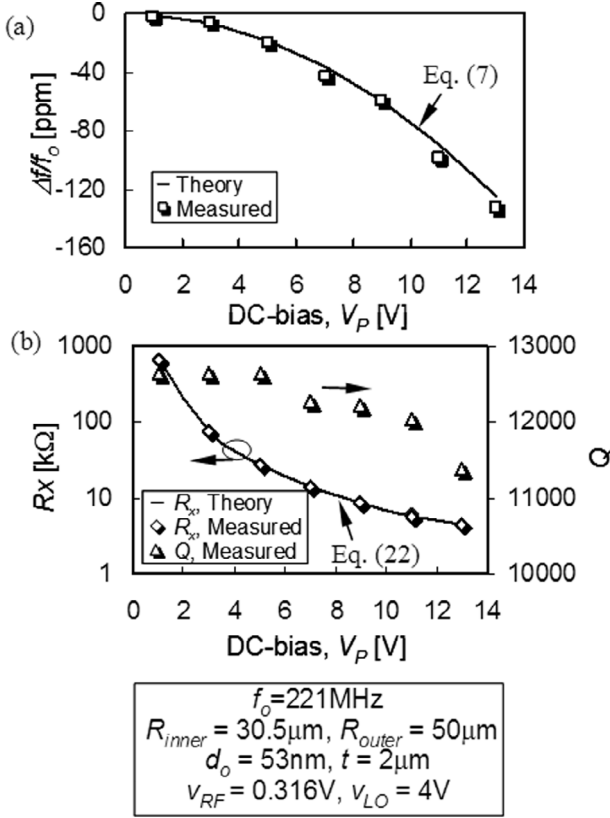 (a)
0
-40
-80
-120
-160
Δf/fo [ppm]
Eq. (7)
Theory
Measured
0 2 4 6 8 10 12 14
DC-bias, VP [V]
(b)
1000
100
10
1
Rx [kΩ]
13000
12000
11000
10000
Q
Rx, Theory
Rx, Measured
Q, Measured
Eq. (22)
0 2 4 6 8 10 12 14
DC-bias, VP [V]
fo=221MHz
Rinner = 30.5μm, Router = 50μm
do = 53nm, t = 2μm
vRF = 0.316V, vLO = 4V